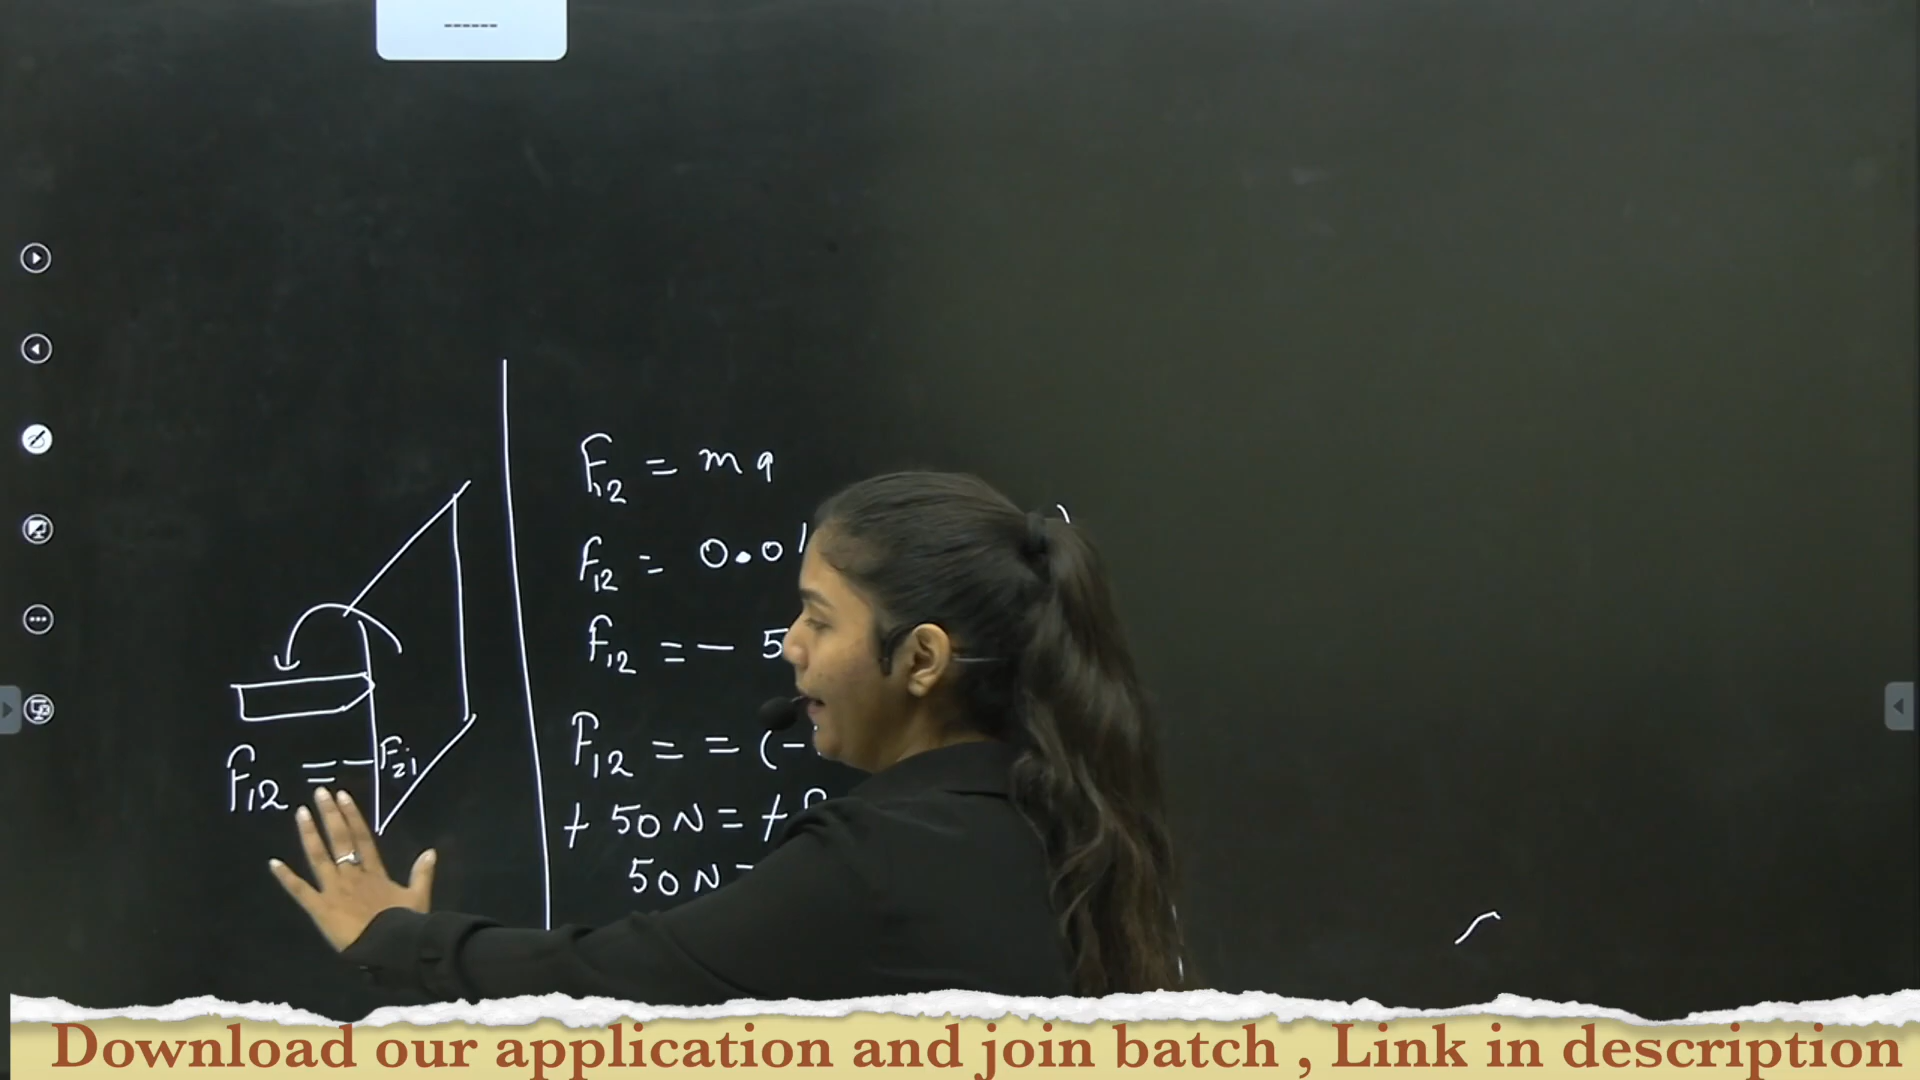 ------
F12 = ma
F12 = 0.01
F12 = - 5
F12 = = (-
+ 50 N = +
50 N =
F12 = - F21
Download our application and join batch , Link in description